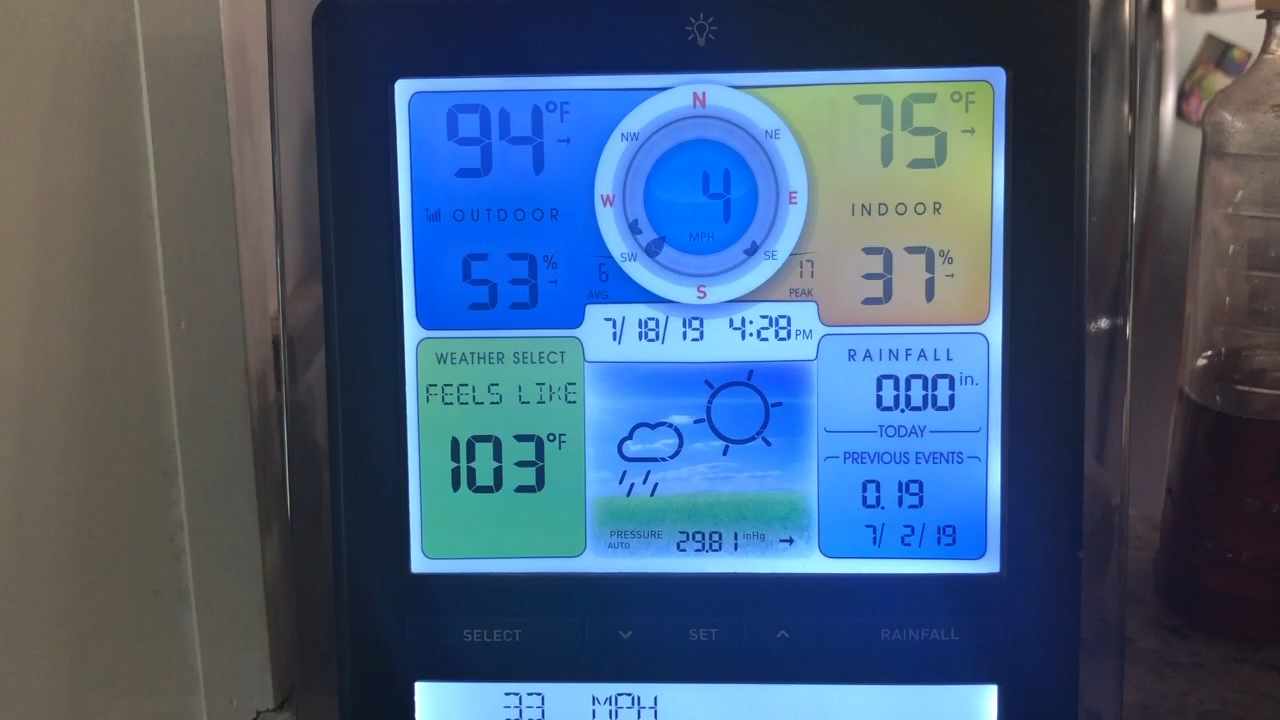 94°F →
OUTDOOR
53% →
N
NW
NE
W
4
E
MPH
SW
SE
S
6
AVG.
17
PEAK
75°F →
INDOOR
37% →
7/18/19 4:28 PM
WEATHER SELECT
FEELS LIKE
103°F
PRESSURE
AUTO
29.81 inHg →
RAINFALL
0.00 in.
TODAY
PREVIOUS EVENTS
0.19
7/ 2/19
SELECT
SET
RAINFALL
33 MPH